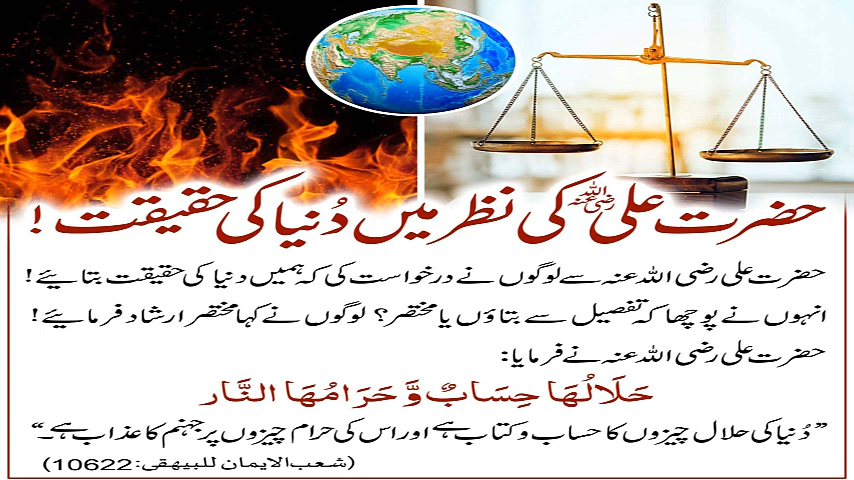 حضرت علی رضی اللہ عنہ کی نظر میں دُنیا کی حقیقت !
حضرت علی رضی اللہ عنہ سے لوگوں نے درخواست کی کہ ہمیں دنیا کی حقیقت بتایئے !
انہوں نے پوچھا کہ تفصیل سے بتاؤں یا مختصر؟ لوگوں نے کہا مختصر ارشاد فرمایئے !
حضرت علی رضی اللہ عنہ نے فرمایا:
حَلَالُهَا حِسَابٌ وَّحَرَامُهَا النَّار
”دُنیا کی حلال چیزوں کا حساب و کتاب ہے اور اس کی حرام چیزوں پر جہنم کا عذاب ہے۔“
(شعب الایمان للبیہقی: 10622)